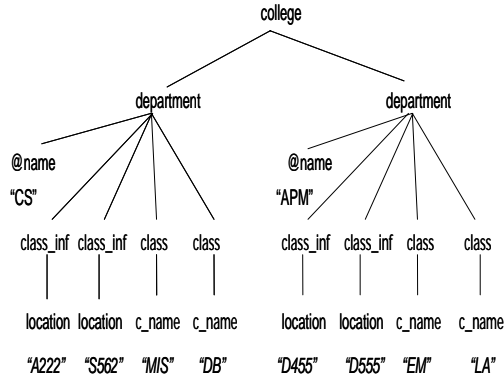 college
department department
@name @name
“CS” “APM”
class_inf class_inf class class class_inf class_inf class class
location location c_name c_name location location c_name c_name
“A222” “S562” “MIS” “DB” “D455” “D555” “EM” “LA”